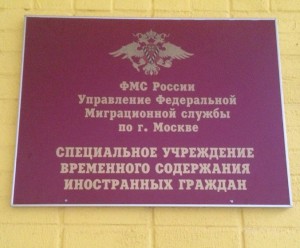 ФМС России
Управление Федеральной
Миграционной службы
по г. Москве
СПЕЦИАЛЬНОЕ УЧРЕЖДЕНИЕ
ВРЕМЕННОГО СОДЕРЖАНИЯ
ИНОСТРАННЫХ ГРАЖДАН